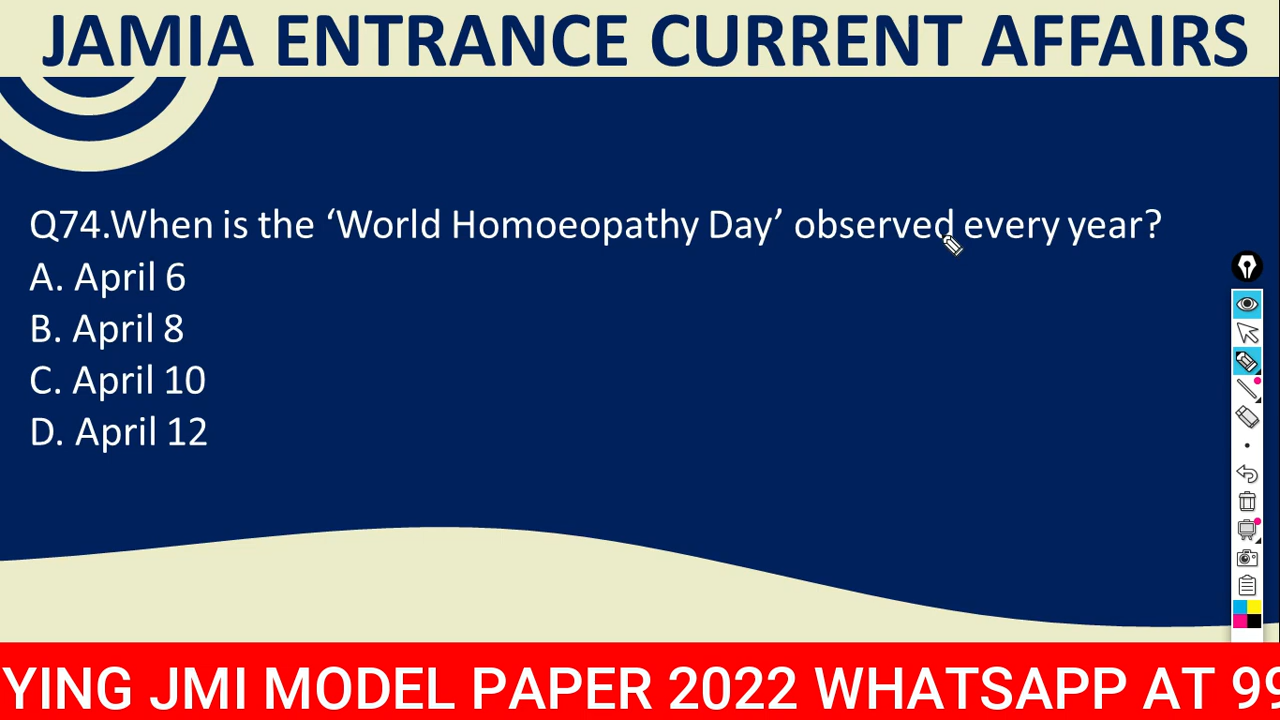 JAMIA ENTRANCE CURRENT AFFAIRS
Q74.When is the ‘World Homoeopathy Day’ observed every year?
A. April 6
B. April 8
C. April 10
D. April 12
YING JMI MODEL PAPER 2022 WHATSAPP AT 99